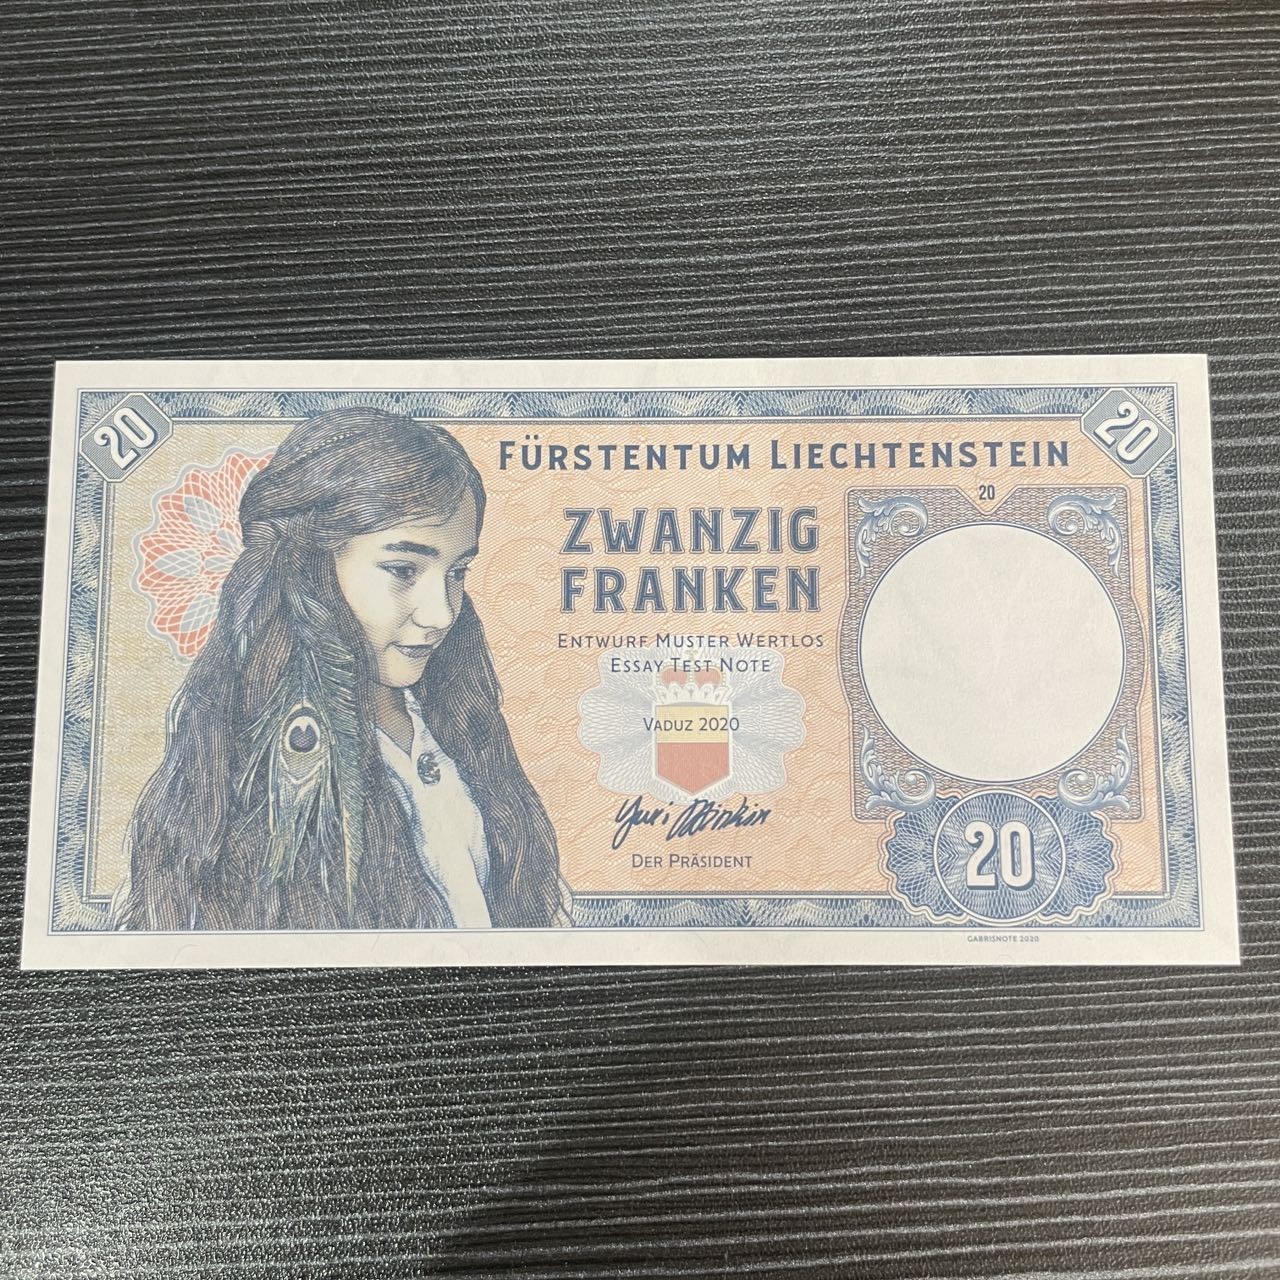 20
20
FÜRSTENTUM LIECHTENSTEIN
20
ZWANZIG
FRANKEN
ENTWURF MUSTER WERTLOS
ESSAY TEST NOTE
VADUZ 2020
DER PRÄSIDENT
20
GABRISNOTE 2020